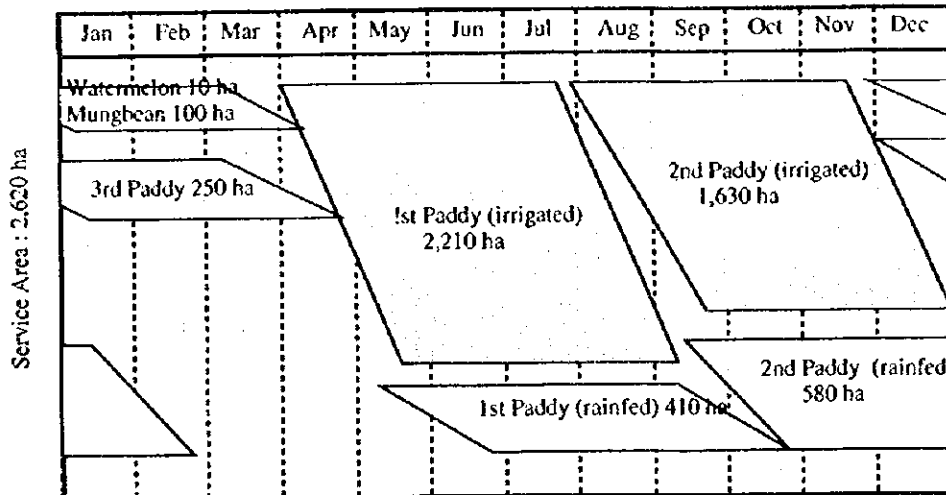 Jan Feb Mar Apr May Jun Jul Aug Sep Oct Nov Dec
Watermelon 10 ha
Mungbean 100 ha
3rd Paddy 250 ha
1st Paddy (irrigated)
2,210 ha
2nd Paddy (irrigated)
1,630 ha
Service Area : 2,620 ha
1st Paddy (rainfed) 410 ha
2nd Paddy (rainfed
580 ha